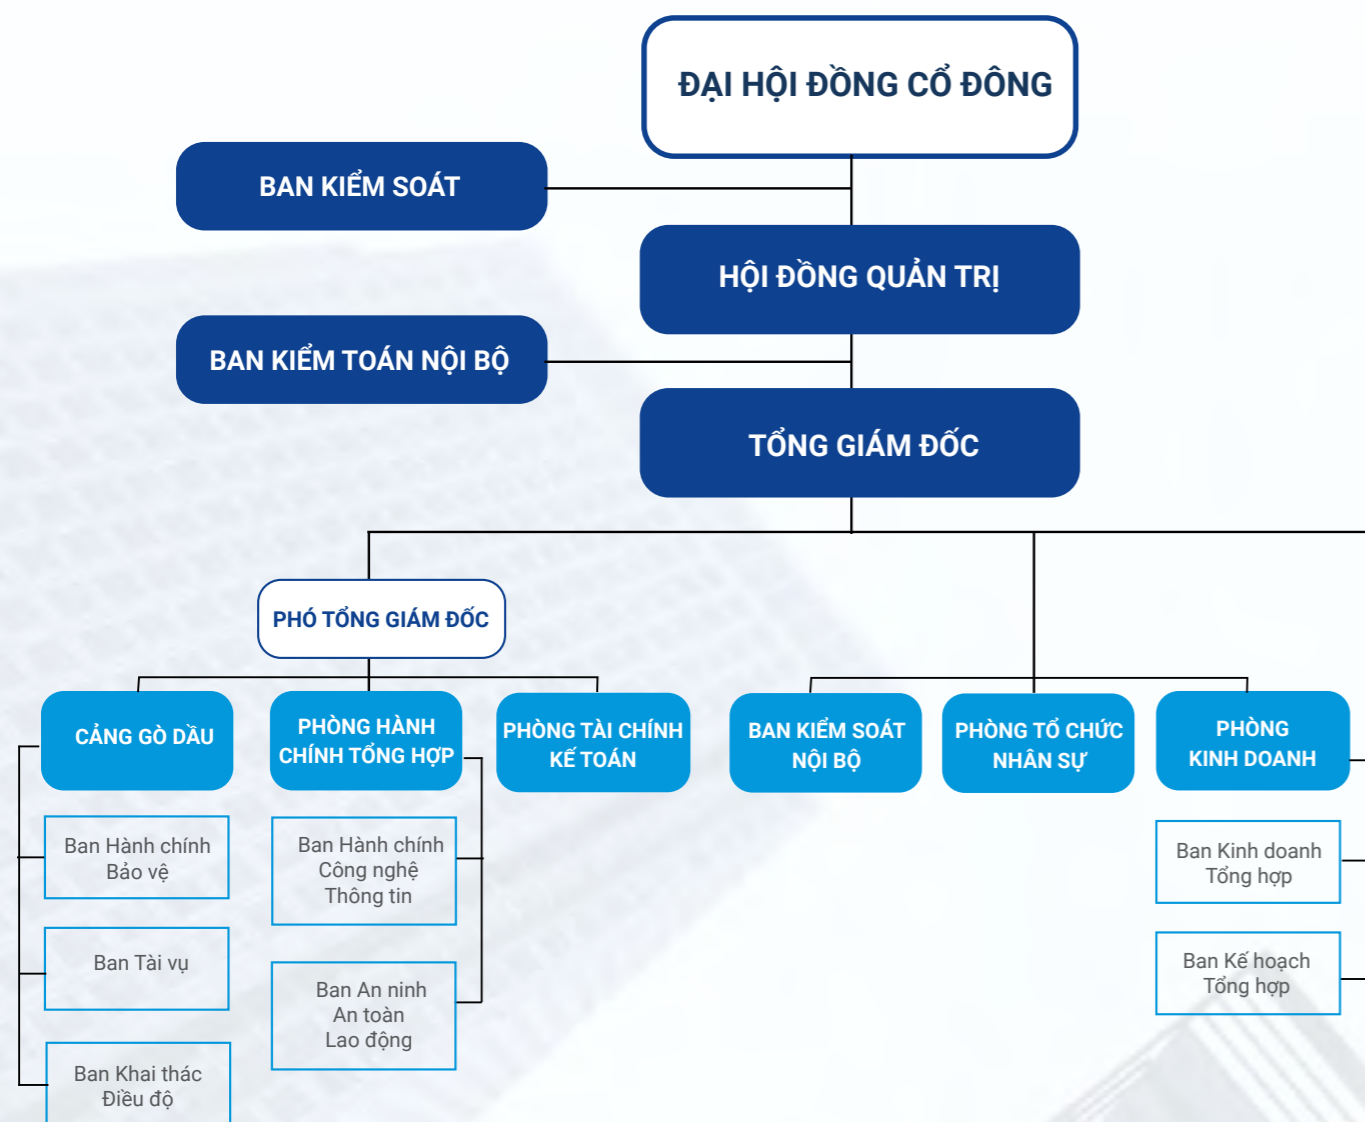 ĐẠI HỘI ĐỒNG CỔ ĐÔNG
BAN KIỂM SOÁT
HỘI ĐỒNG QUẢN TRỊ
BAN KIỂM TOÁN NỘI BỘ
TỔNG GIÁM ĐỐC
PHÓ TỔNG GIÁM ĐỐC
CẢNG GÒ DẦU
PHÒNG HÀNH
CHÍNH TỔNG HỢP
PHÒNG TÀI CHÍNH
KẾ TOÁN
BAN KIỂM SOÁT
NỘI BỘ
PHÒNG TỔ CHỨC
NHÂN SỰ
PHÒNG
KINH DOANH
Ban Hành chính
Bảo vệ
Ban Hành chính
Công nghệ
Thông tin
Ban Kinh doanh
Tổng hợp
Ban Tài vụ
Ban An ninh
An toàn
Lao động
Ban Kế hoạch
Tổng hợp
Ban Khai thác
Điều độ